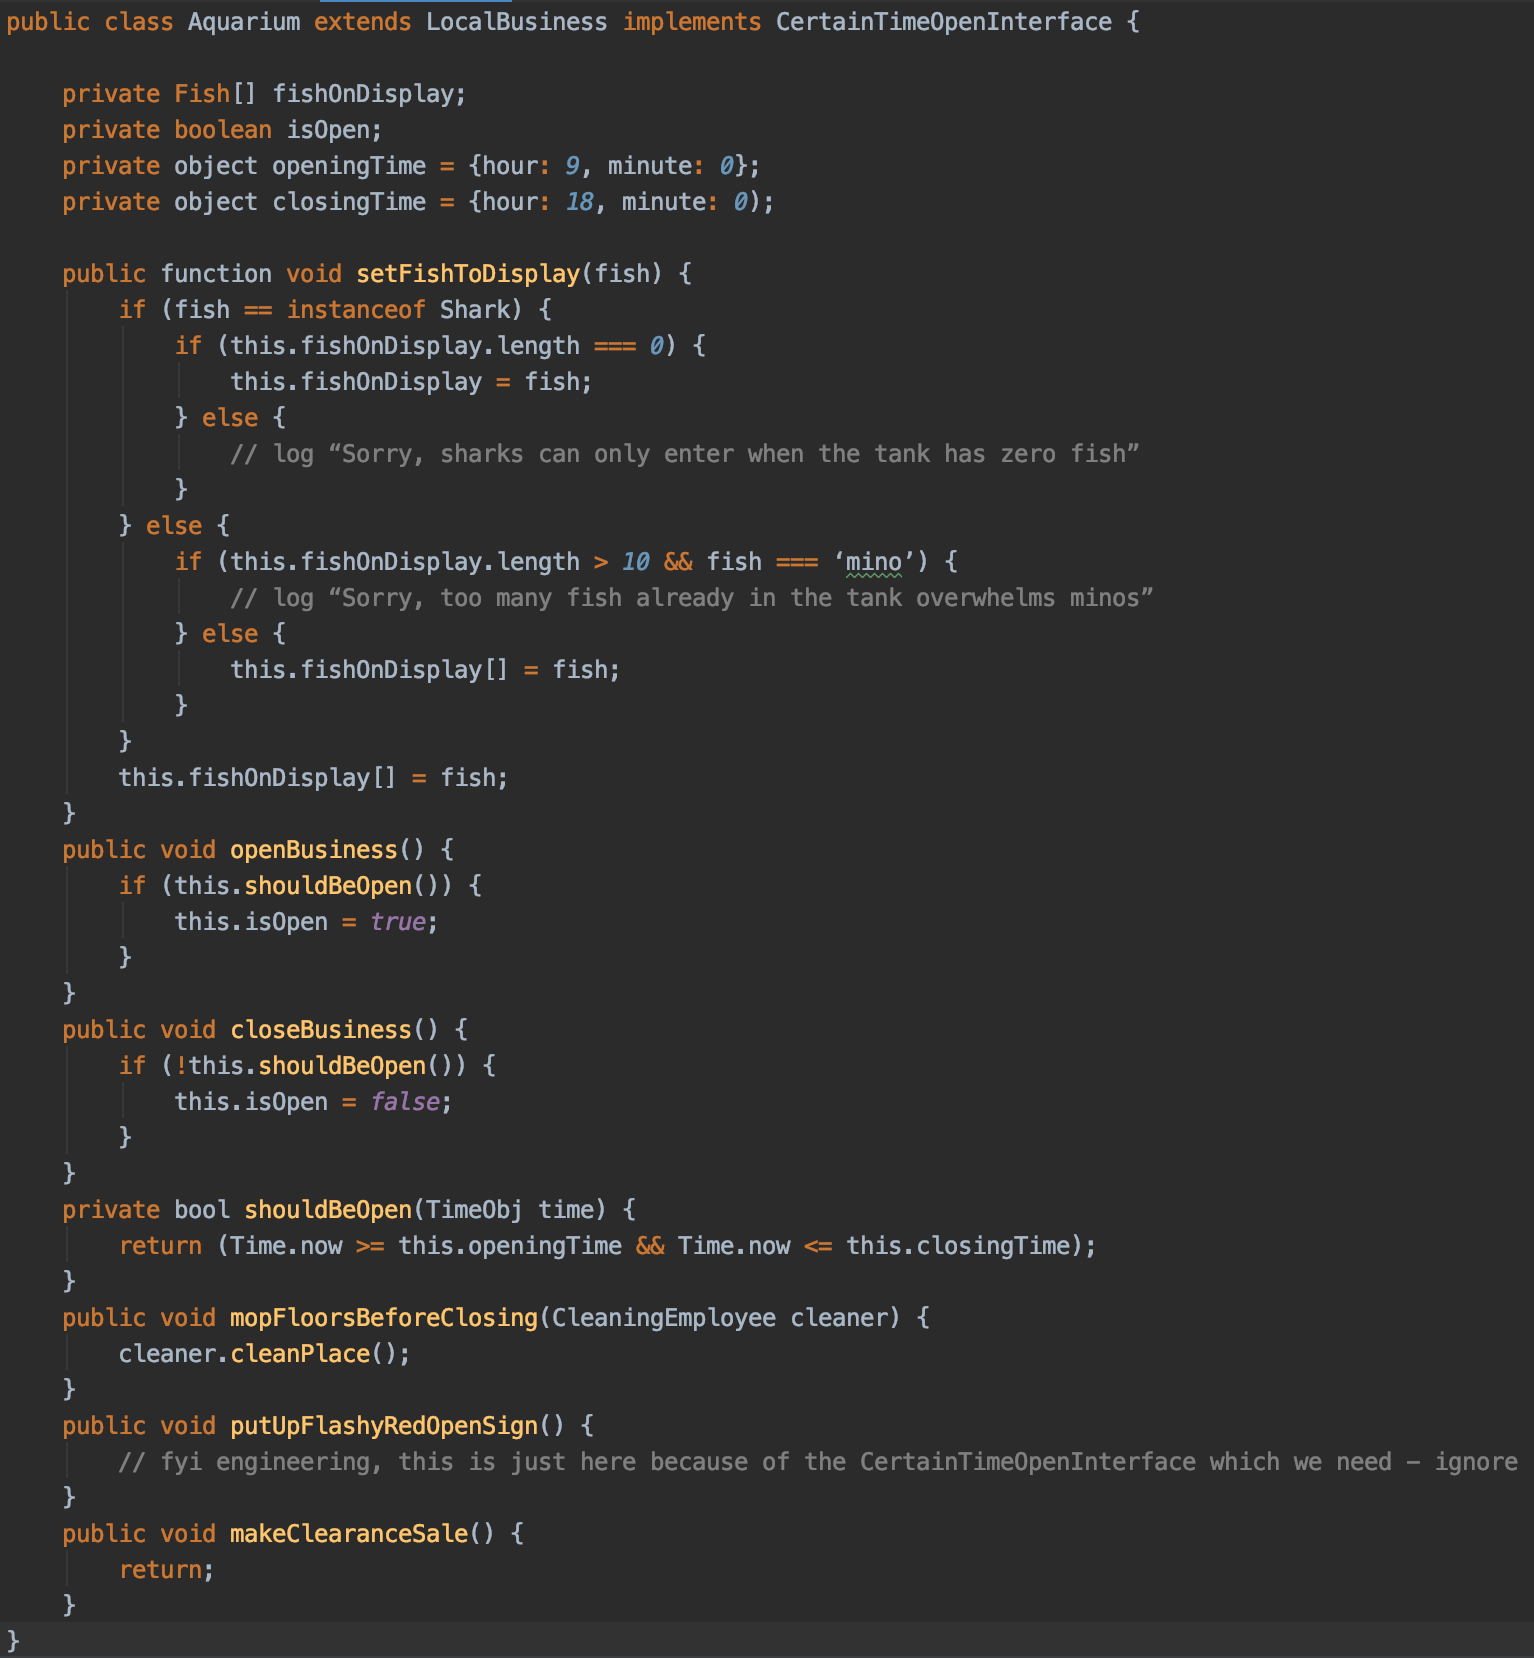 public class Aquarium extends LocalBusiness implements CertainTimeOpenInterface {
private Fish[] fishOnDisplay;
private boolean isOpen;
private object openingTime = {hour: 9, minute: 0};
private object closingTime = {hour: 18, minute: 0);
public function void setFishToDisplay(fish) {
if (fish == instanceof Shark) {
if (this.fishOnDisplay.length === 0) {
this.fishOnDisplay = fish;
} else {
// log “Sorry, sharks can only enter when the tank has zero fish”
}
} else {
if (this.fishOnDisplay.length > 10 && fish === ‘mino’) {
// log “Sorry, too many fish already in the tank overwhelms minos”
} else {
this.fishOnDisplay[] = fish;
}
}
this.fishOnDisplay[] = fish;
}
public void openBusiness() {
if (this.shouldBeOpen()) {
this.isOpen = true;
}
}
public void closeBusiness() {
if (!this.shouldBeOpen()) {
this.isOpen = false;
}
}
private bool shouldBeOpen(TimeObj time) {
return (Time.now >= this.openingTime && Time.now <= this.closingTime);
}
public void mopFloorsBeforeClosing(CleaningEmployee cleaner) {
cleaner.cleanPlace();
}
public void putUpFlashyRedOpenSign() {
// fyi engineering, this is just here because of the CertainTimeOpenInterface which we need – ignore
}
public void makeClearanceSale() {
return;
}
}